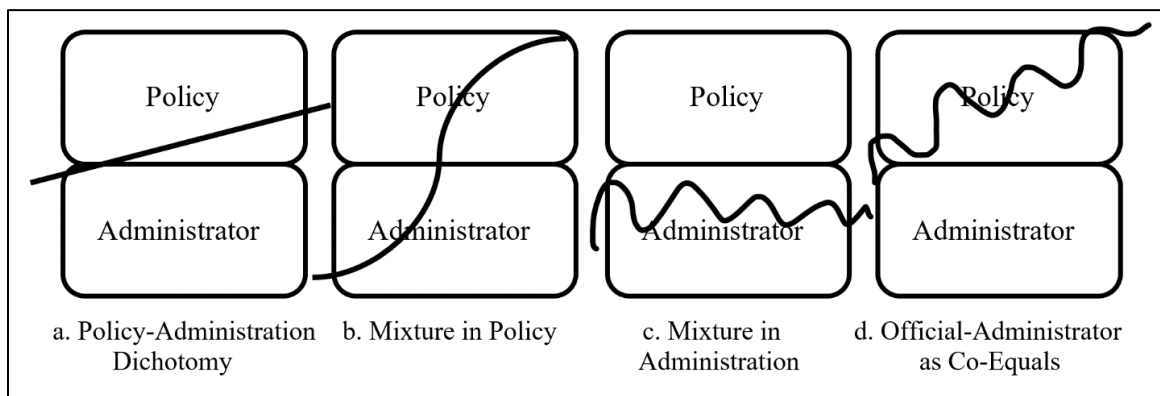 Policy
Policy
Policy
Policy
Administrator
Administrator
Administrator
Administrator
a. Policy-Administration
Dichotomy
b. Mixture in Policy
c. Mixture in
Administration
d. Official-Administrator
as Co-Equals